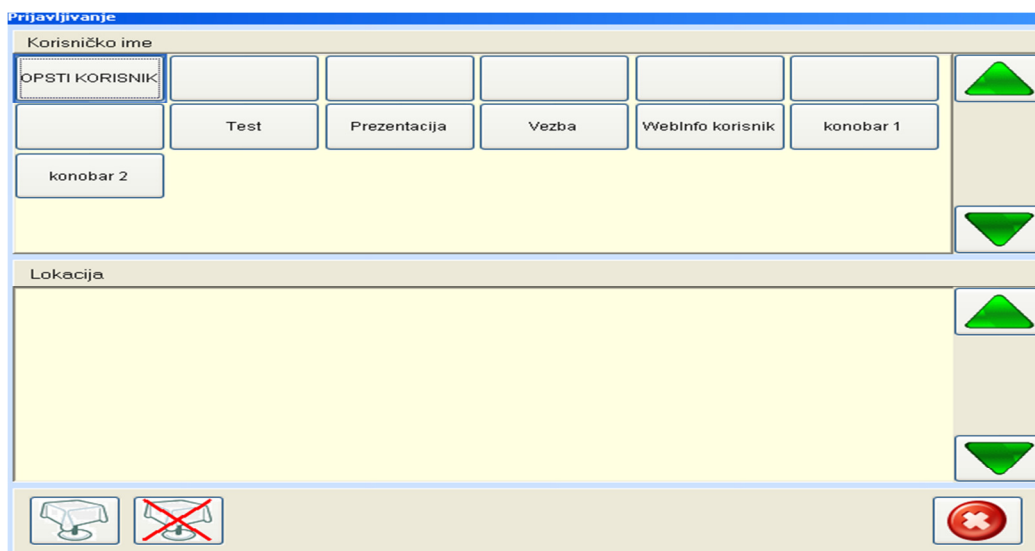 Prijavljivanje
Korisničko ime
OPSTI KORISNIK
Test
Prezentacija
Vezba
WebInfo korisnik
konobar 1
konobar 2
Lokacija